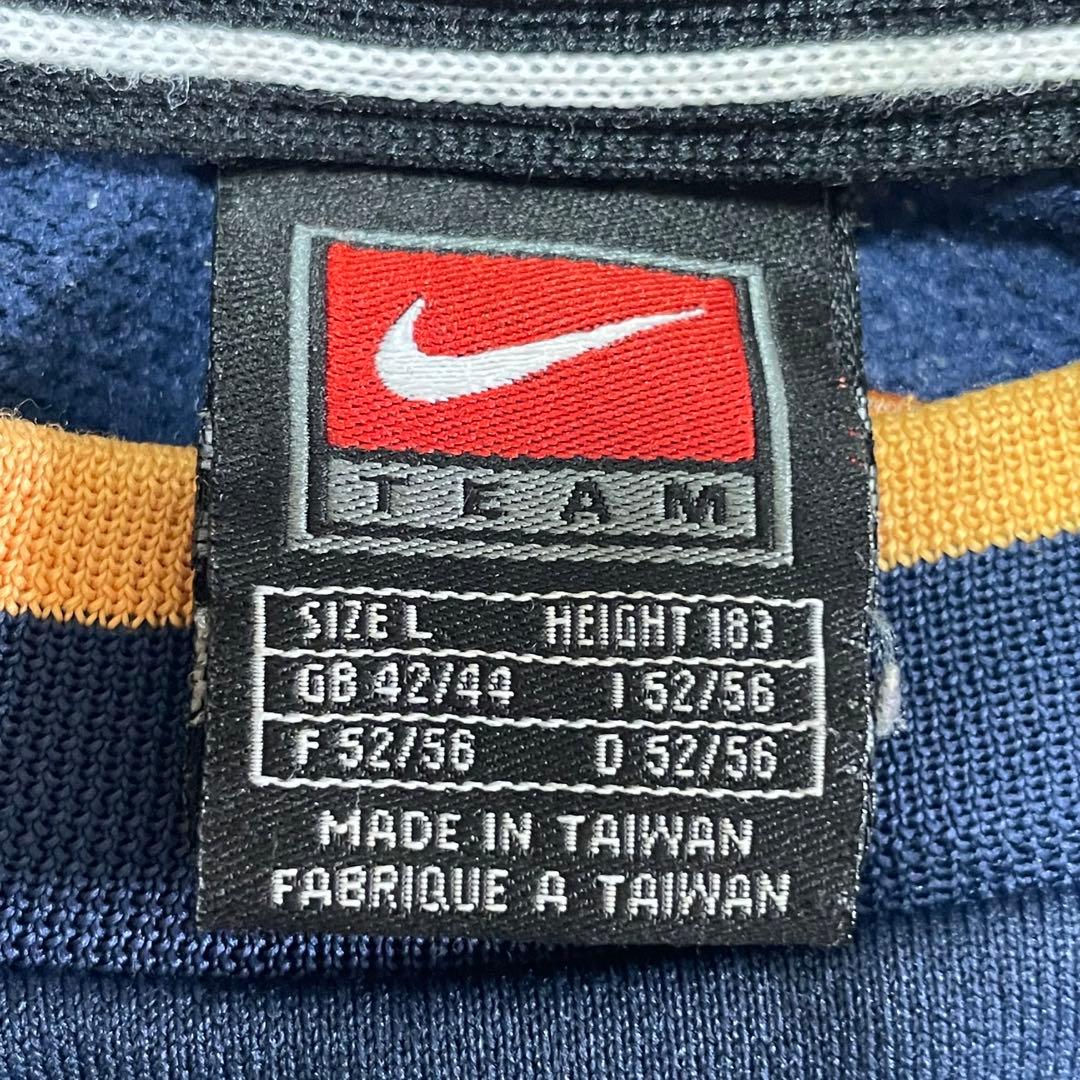 TEAM
SIZE L HEIGHT 183
GB 42/44 I 52/56
F 52/56 D 52/56
MADE IN TAIWAN
FABRIQUE A TAIWAN